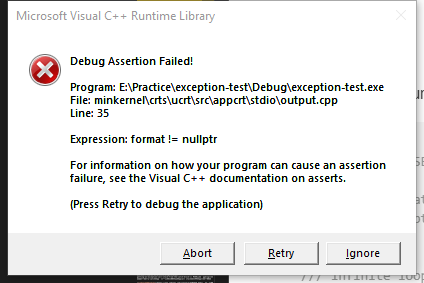 Microsoft Visual C++ Runtime Library
Debug Assertion Failed!
Program: E:\Practice\exception-test\Debug\exception-test.exe
File: minkernel\crts\ucrt\src\appcrt\stdio\output.cpp
Line: 35
Expression: format != nullptr
For information on how your program can cause an assertion
failure, see the Visual C++ documentation on asserts.
(Press Retry to debug the application)
Abort
Retry
Ignore
/// infinite loop